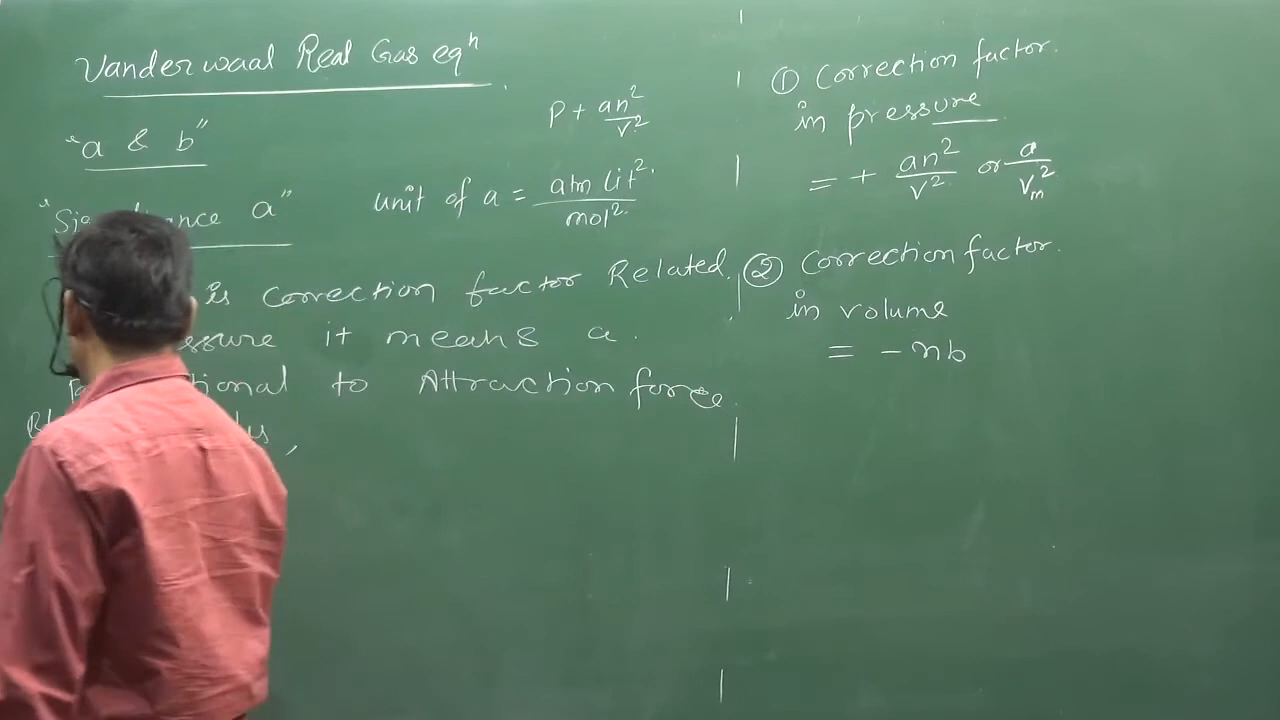 Vanderwaal Real Gas eqⁿ
"a & b"
P + an²/V²
a"
unit of a = atm Lit²/mol²
is correction factor Related
it means a
to Attraction force
① Correction factor.
in pressure
= + an²/V² or a/Vm²
② Correction factor.
in volume
= - nb